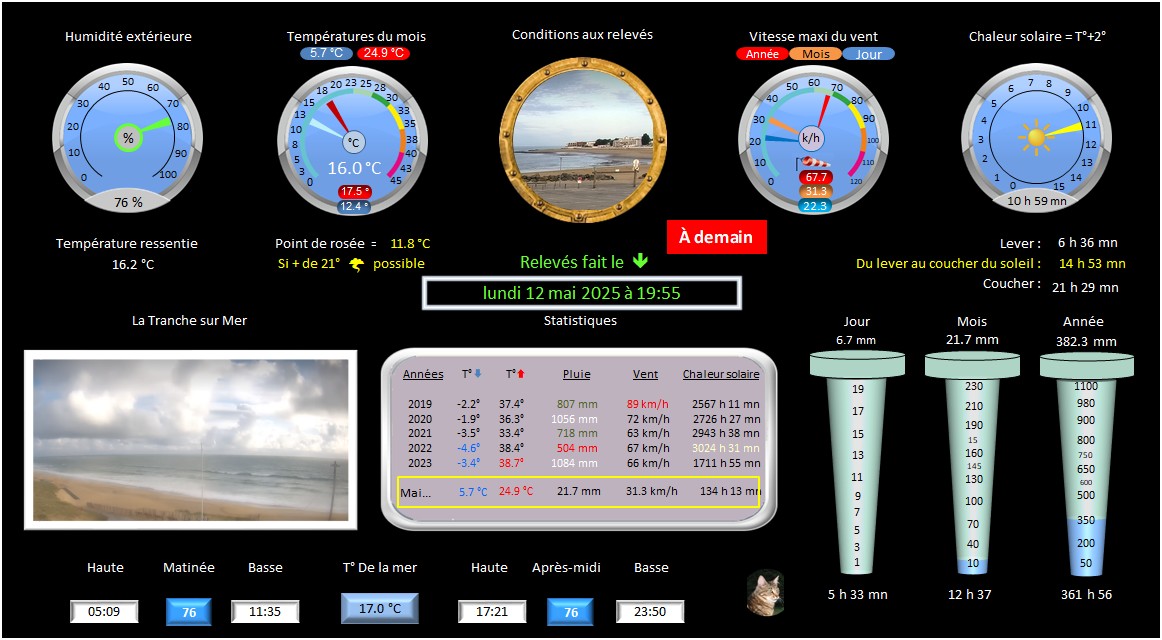 Humidité extérieure
Températures du mois
5.7 °C 24.9 °C
Conditions aux relevés
Vitesse maxi du vent
Année Mois Jour
Chaleur solaire = T°+2°
0 10 20 30 40 50 60 70 80 90 100
%
76 %
0 3 5 8 10 13 15 18 20 23 25 28 30 33 35 38 40 43 45
°C
16.0 °C
17.5 °
12.4 °
0 10 20 30 40 50 60 70 80 90 100 110 120
k/h
67.7
31.3
22.3
0 1 2 3 4 5 6 7 8 9 10 11 12 13 14 15
10 h 59 mn
Température ressentie
16.2 °C
Point de rosée = 11.8 °C
Si + de 21° possible
À demain
Relevés fait le
lundi 12 mai 2025 à 19:55
Lever : 6 h 36 mn
Du lever au coucher du soleil : 14 h 53 mn
Coucher : 21 h 29 mn
La Tranche sur Mer
Statistiques
Années T° T° Pluie Vent Chaleur solaire
2019 -2.2° 37.4° 807 mm 89 km/h 2567 h 11 mn
2020 -1.9° 36.3° 1056 mm 72 km/h 2726 h 27 mn
2021 -3.5° 33.4° 718 mm 63 km/h 2943 h 38 mn
2022 -4.6° 38.4° 504 mm 67 km/h 3024 h 31 mn
2023 -3.4° 38.7° 1084 mm 66 km/h 1711 h 55 mn
Mai... 5.7 °C 24.9 °C 21.7 mm 31.3 km/h 134 h 13 mn
Jour
6.7 mm
19
17
15
13
11
9
7
5
3
1
5 h 33 mn
Mois
21.7 mm
230
210
190
15
160
145
130
100
70
40
10
12 h 37
Année
382.3 mm
1100
980
900
800
750
650
600
500
350
200
50
361 h 56
Haute Matinée Basse T° De la mer Haute Après-midi Basse
05:09 76 11:35 17.0 °C 17:21 76 23:50